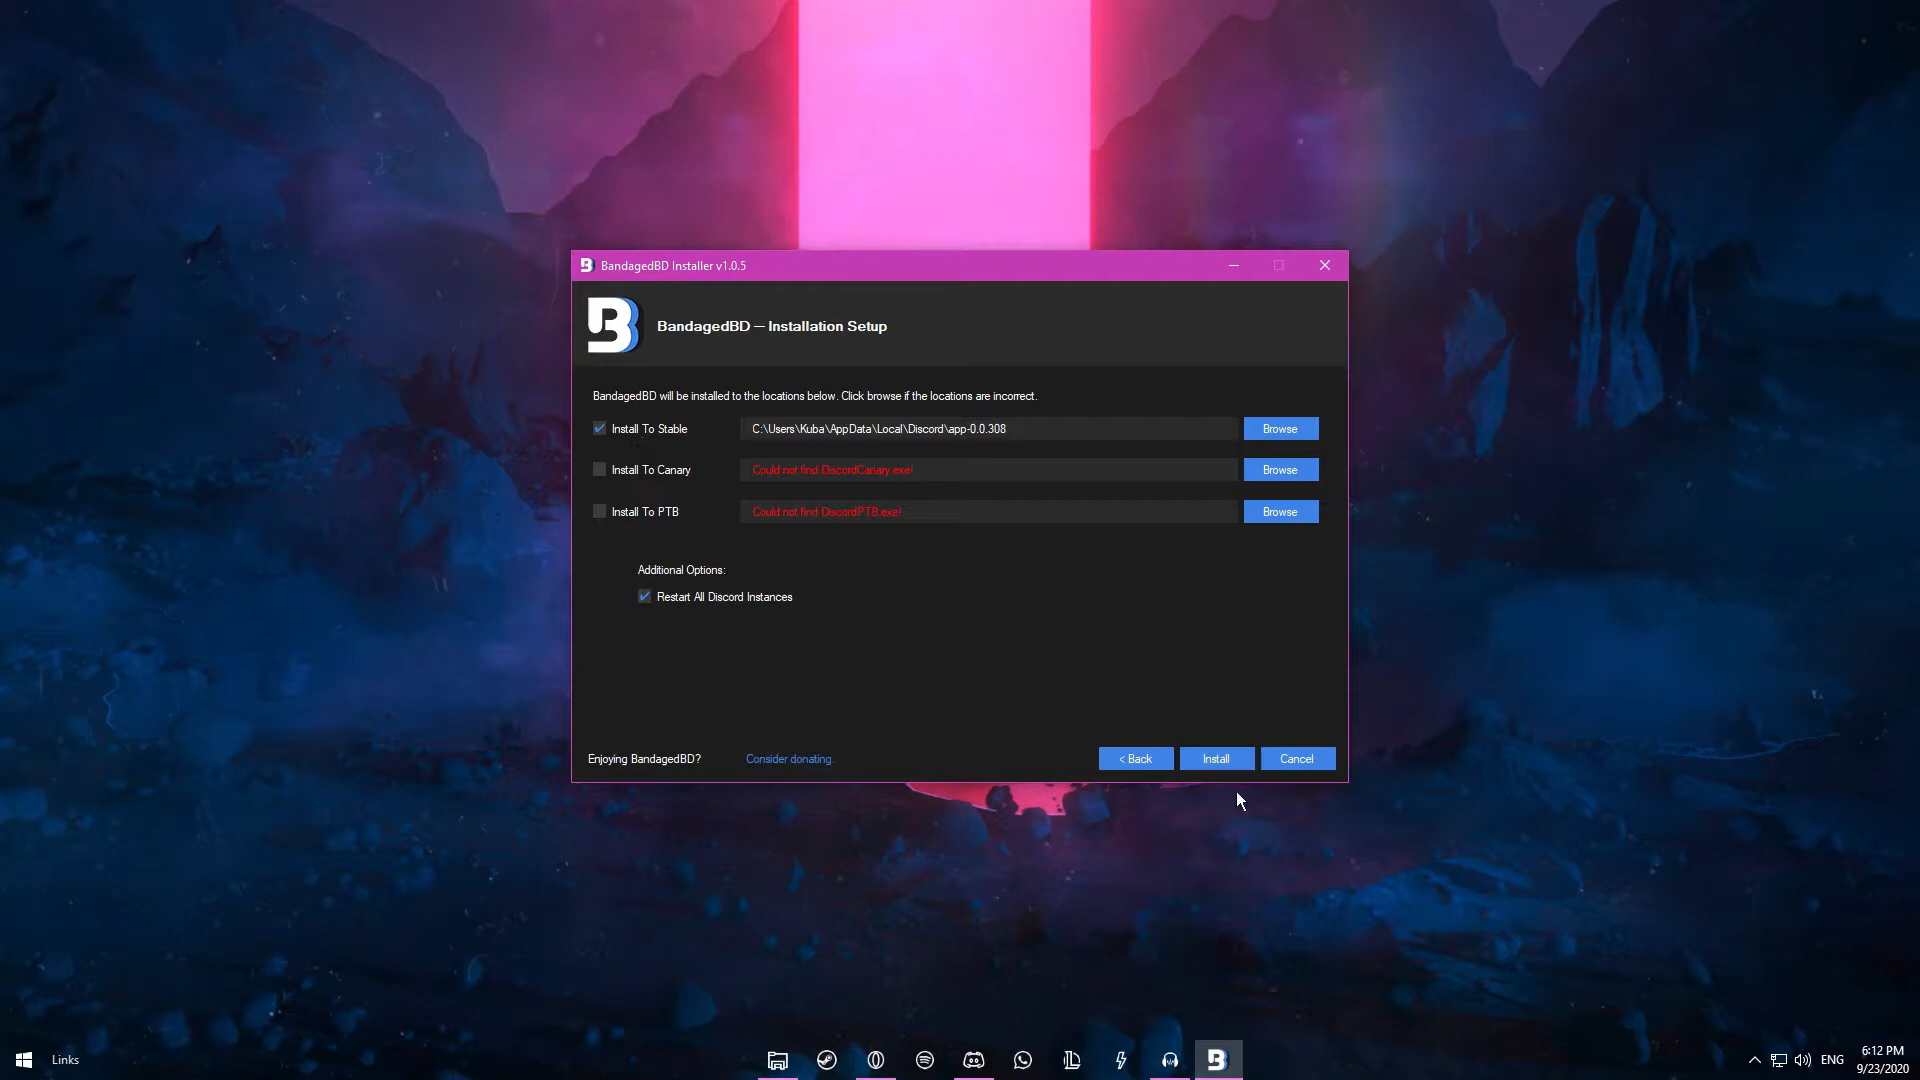 BandagedBD Installer v1.0.5
BandagedBD — Installation Setup
BandagedBD will be installed to the locations below. Click browse if the locations are incorrect.
Install To Stable
C:\Users\Kuba\AppData\Local\Discord\app-0.0.308
Browse
Install To Canary
Could not find DiscordCanary.exe!
Browse
Install To PTB
Could not find DiscordPTB.exe!
Browse
Additional Options:
Restart All Discord Instances
Enjoying BandagedBD?
Consider donating.
< Back
Install
Cancel
Links
ENG
6:12 PM
9/23/2020